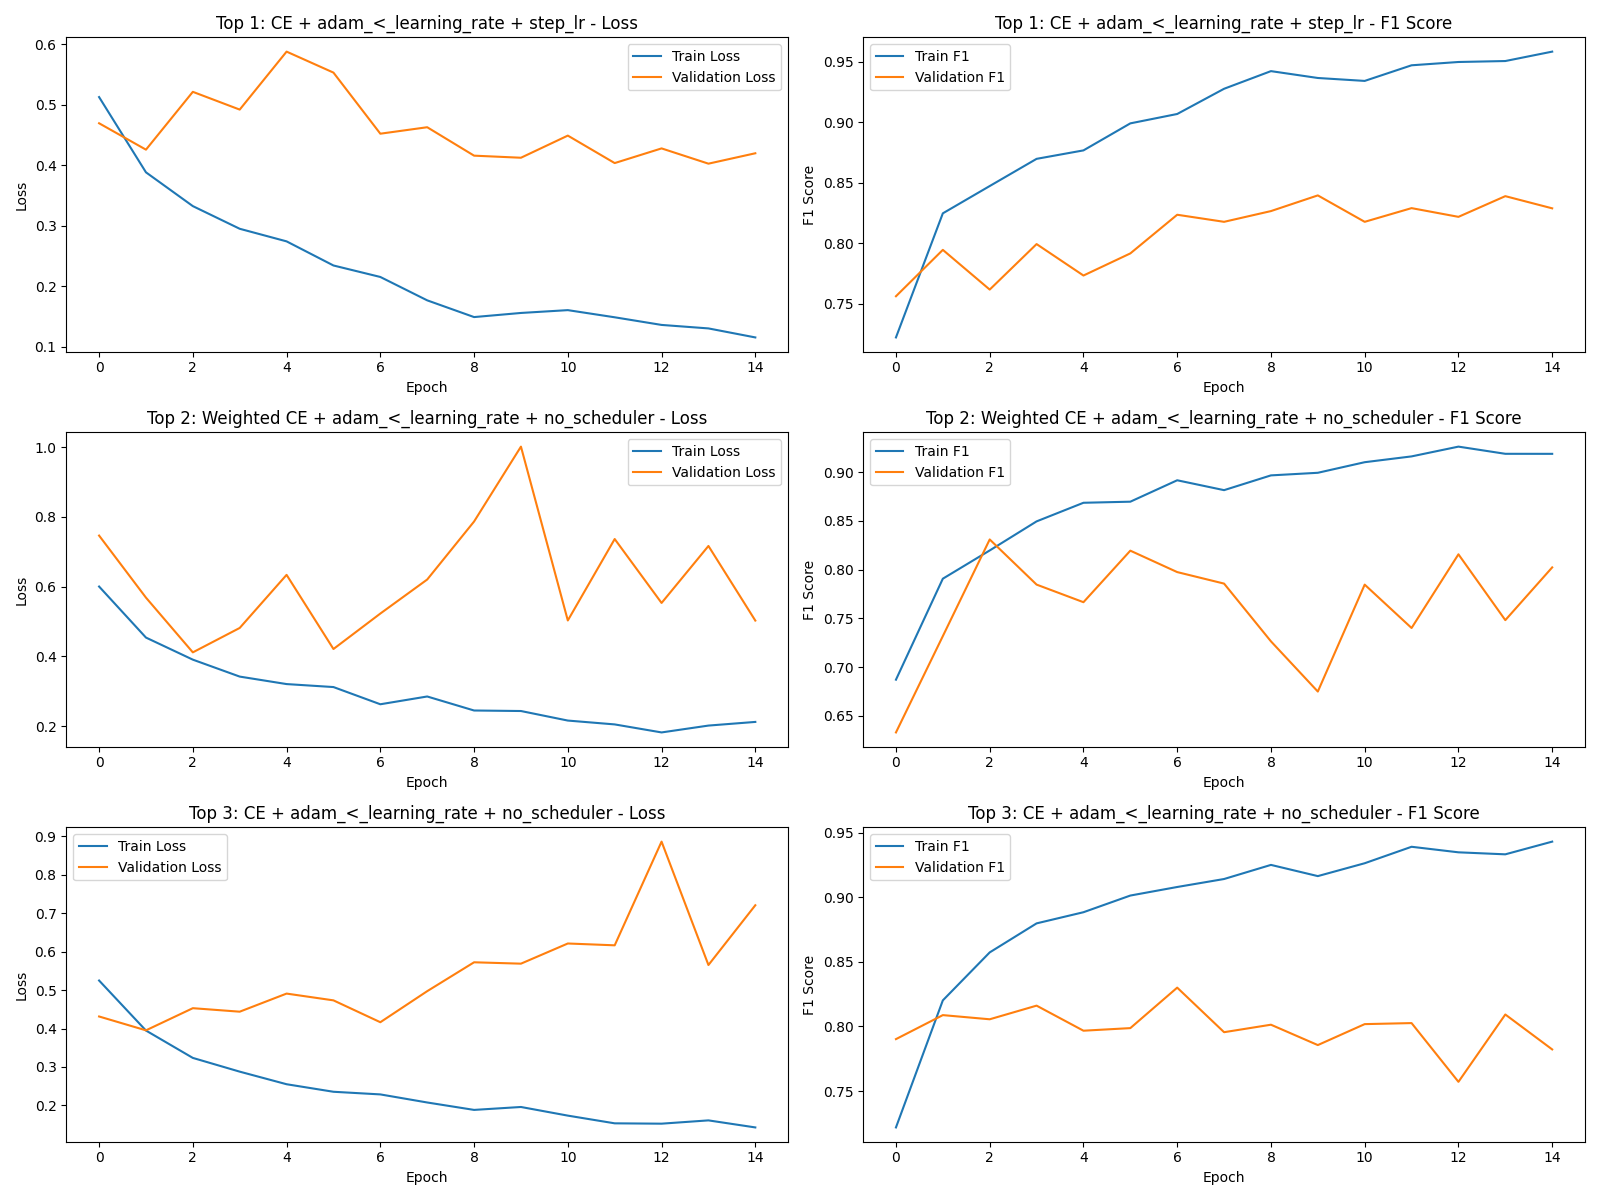 Top 1: CE + adam_<_learning_rate + step_lr - Loss
0.6
0.5
0.4
0.3
0.2
0.1
Loss
Train Loss
Validation Loss
0 2 4 6 8 10 12 14
Epoch
Top 1: CE + adam_<_learning_rate + step_lr - F1 Score
0.95
0.90
0.85
0.80
0.75
F1 Score
Train F1
Validation F1
0 2 4 6 8 10 12 14
Epoch
Top 2: Weighted CE + adam_<_learning_rate + no_scheduler - Loss
1.0
0.8
0.6
0.4
0.2
Loss
Train Loss
Validation Loss
0 2 4 6 8 10 12 14
Epoch
Top 2: Weighted CE + adam_<_learning_rate + no_scheduler - F1 Score
0.90
0.85
0.80
0.75
0.70
0.65
F1 Score
Train F1
Validation F1
0 2 4 6 8 10 12 14
Epoch
Top 3: CE + adam_<_learning_rate + no_scheduler - Loss
0.9
0.8
0.7
0.6
0.5
0.4
0.3
0.2
Loss
Train Loss
Validation Loss
0 2 4 6 8 10 12 14
Epoch
Top 3: CE + adam_<_learning_rate + no_scheduler - F1 Score
0.95
0.90
0.85
0.80
0.75
F1 Score
Train F1
Validation F1
0 2 4 6 8 10 12 14
Epoch